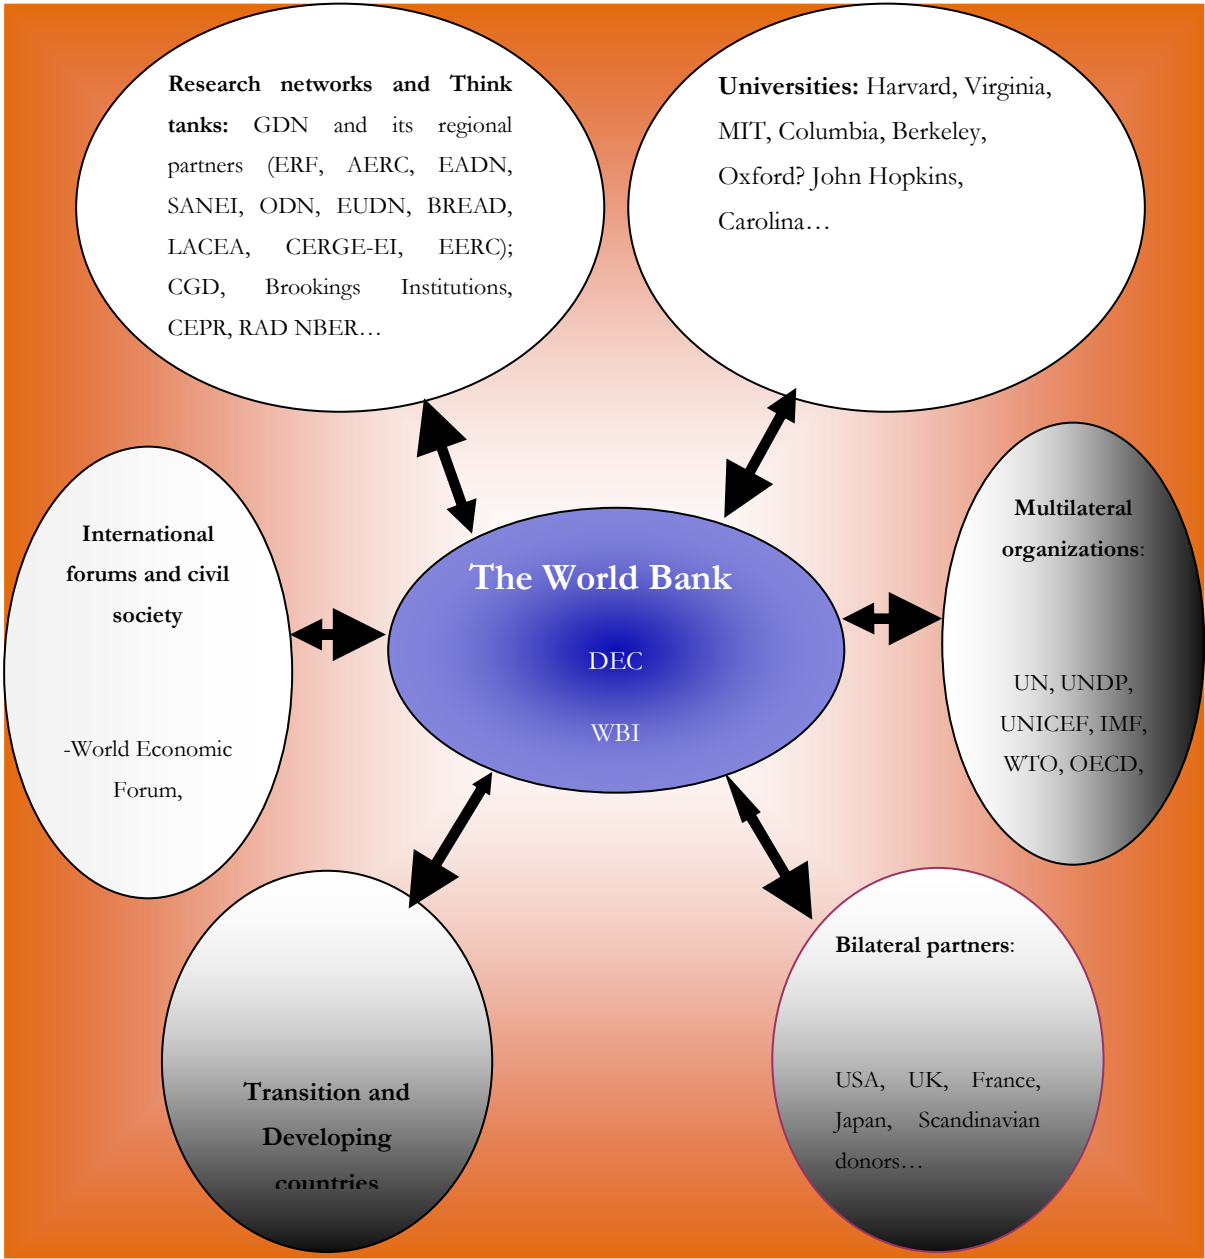 Research networks and Think
tanks: GDN and its regional
partners (ERF, AERC, EADN,
SANEI, ODN, EUDN, BREAD,
LACEA, CERGE-EI, EERC);
CGD, Brookings Institutions,
CEPR, RAD NBER…
Universities: Harvard, Virginia,
MIT, Columbia, Berkeley,
Oxford? John Hopkins,
Carolina…
International
forums and civil
society
-World Economic
Forum,
The World Bank
DEC
WBI
Multilateral
organizations:
UN, UNDP,
UNICEF, IMF,
WTO, OECD,
Transition and
Developing
countries
Bilateral partners:
USA, UK, France,
Japan, Scandinavian
donors…